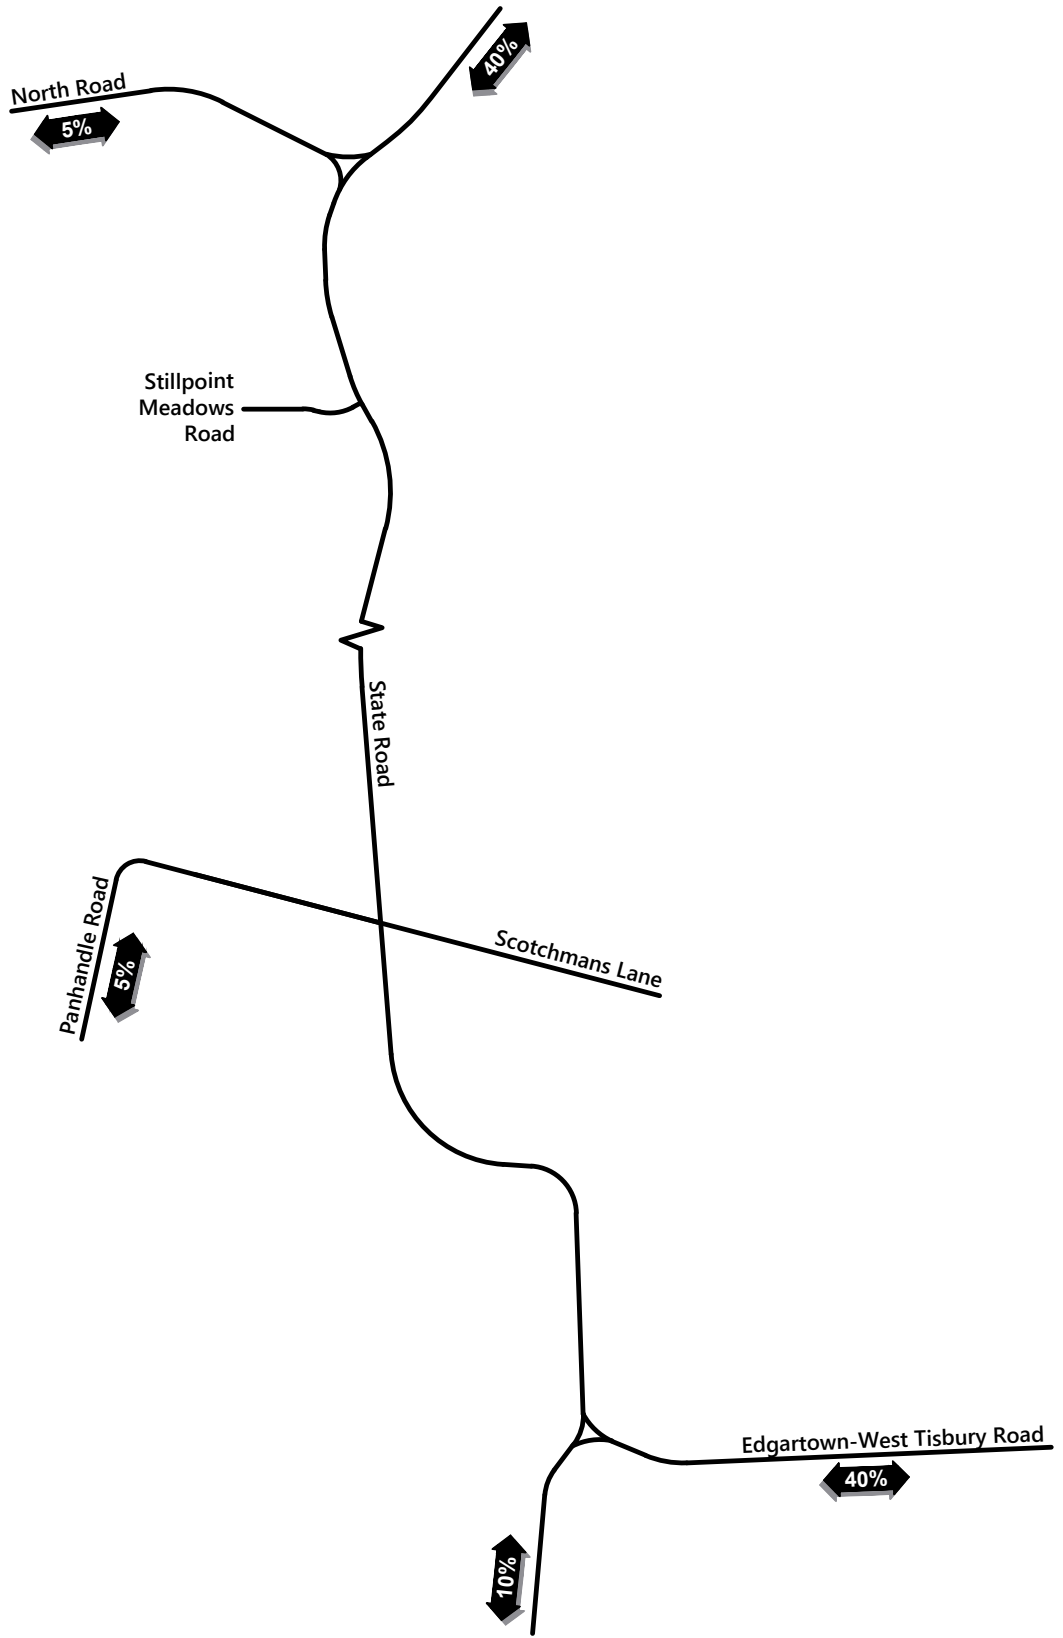 40%
North Road
5%
Stillpoint
Meadows
Road
State Road
Panhandle Road
5%
Scotchmans Lane
Edgartown-West Tisbury Road
40%
10%